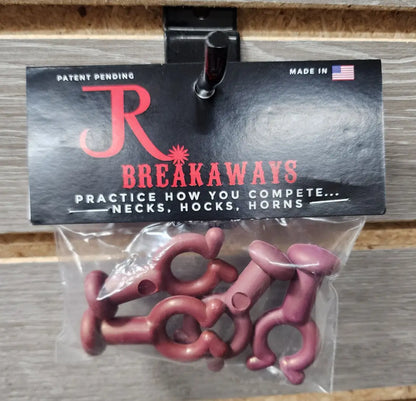 PATENT PENDING
MADE IN
JR
BREAKAWAYS
PRACTICE HOW YOU COMPETE...
NECKS, HOCKS, HORNS